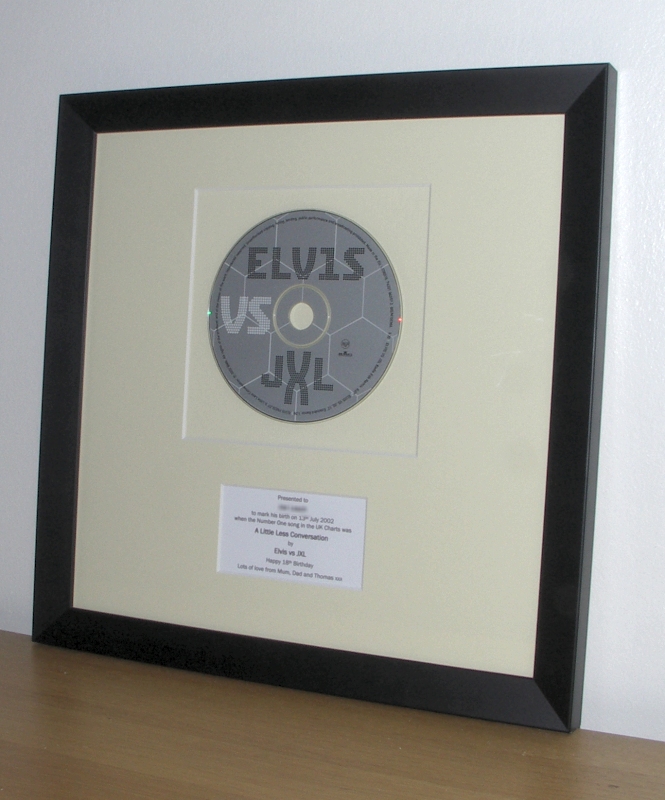 ELV1S
VS
JXL
Presented to
to mark his birth on 13th July 2002
when the Number One song in the UK Charts was
A Little Less Conversation
by
Elvis vs JXL
Happy 18th Birthday
Lots of love from Mum, Dad and Thomas xxx